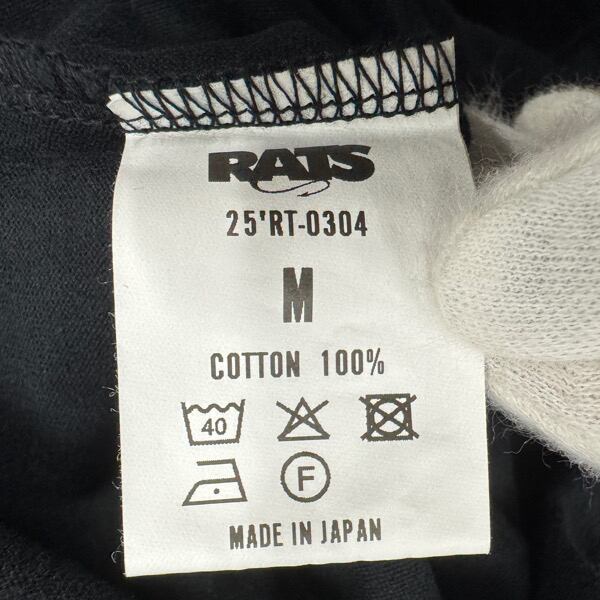 RATS
25'RT-0304
M
COTTON 100%
40
F
MADE IN JAPAN